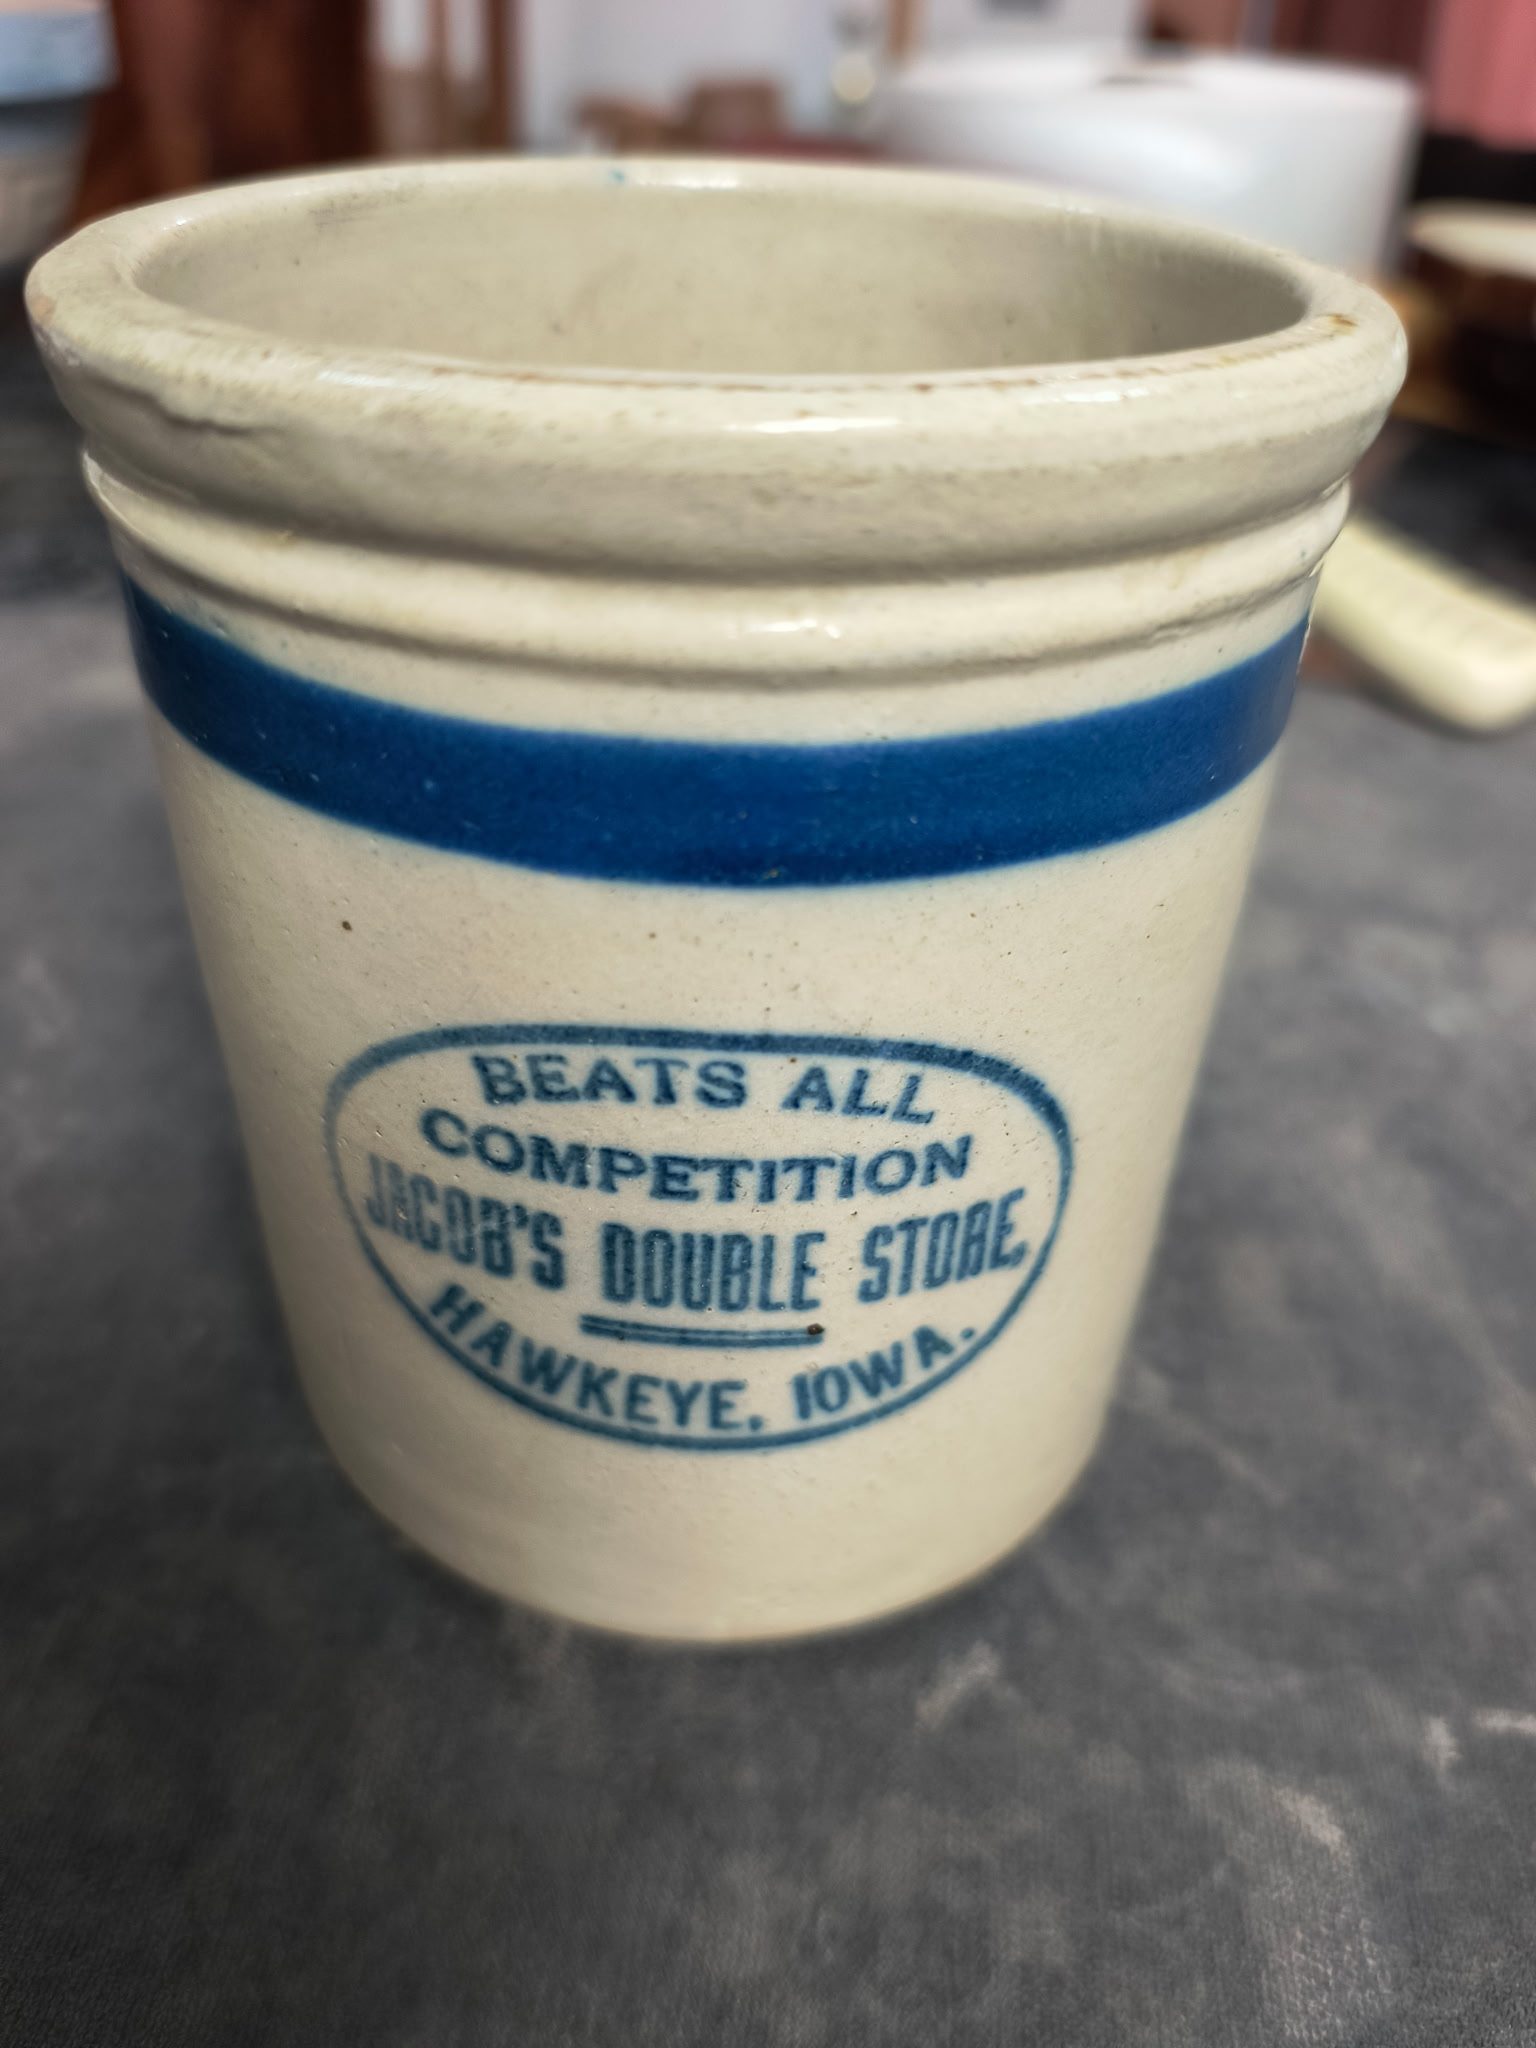 BEATS ALL
COMPETITION
JACOB'S DOUBLE STORE,
HAWKEYE, IOWA.